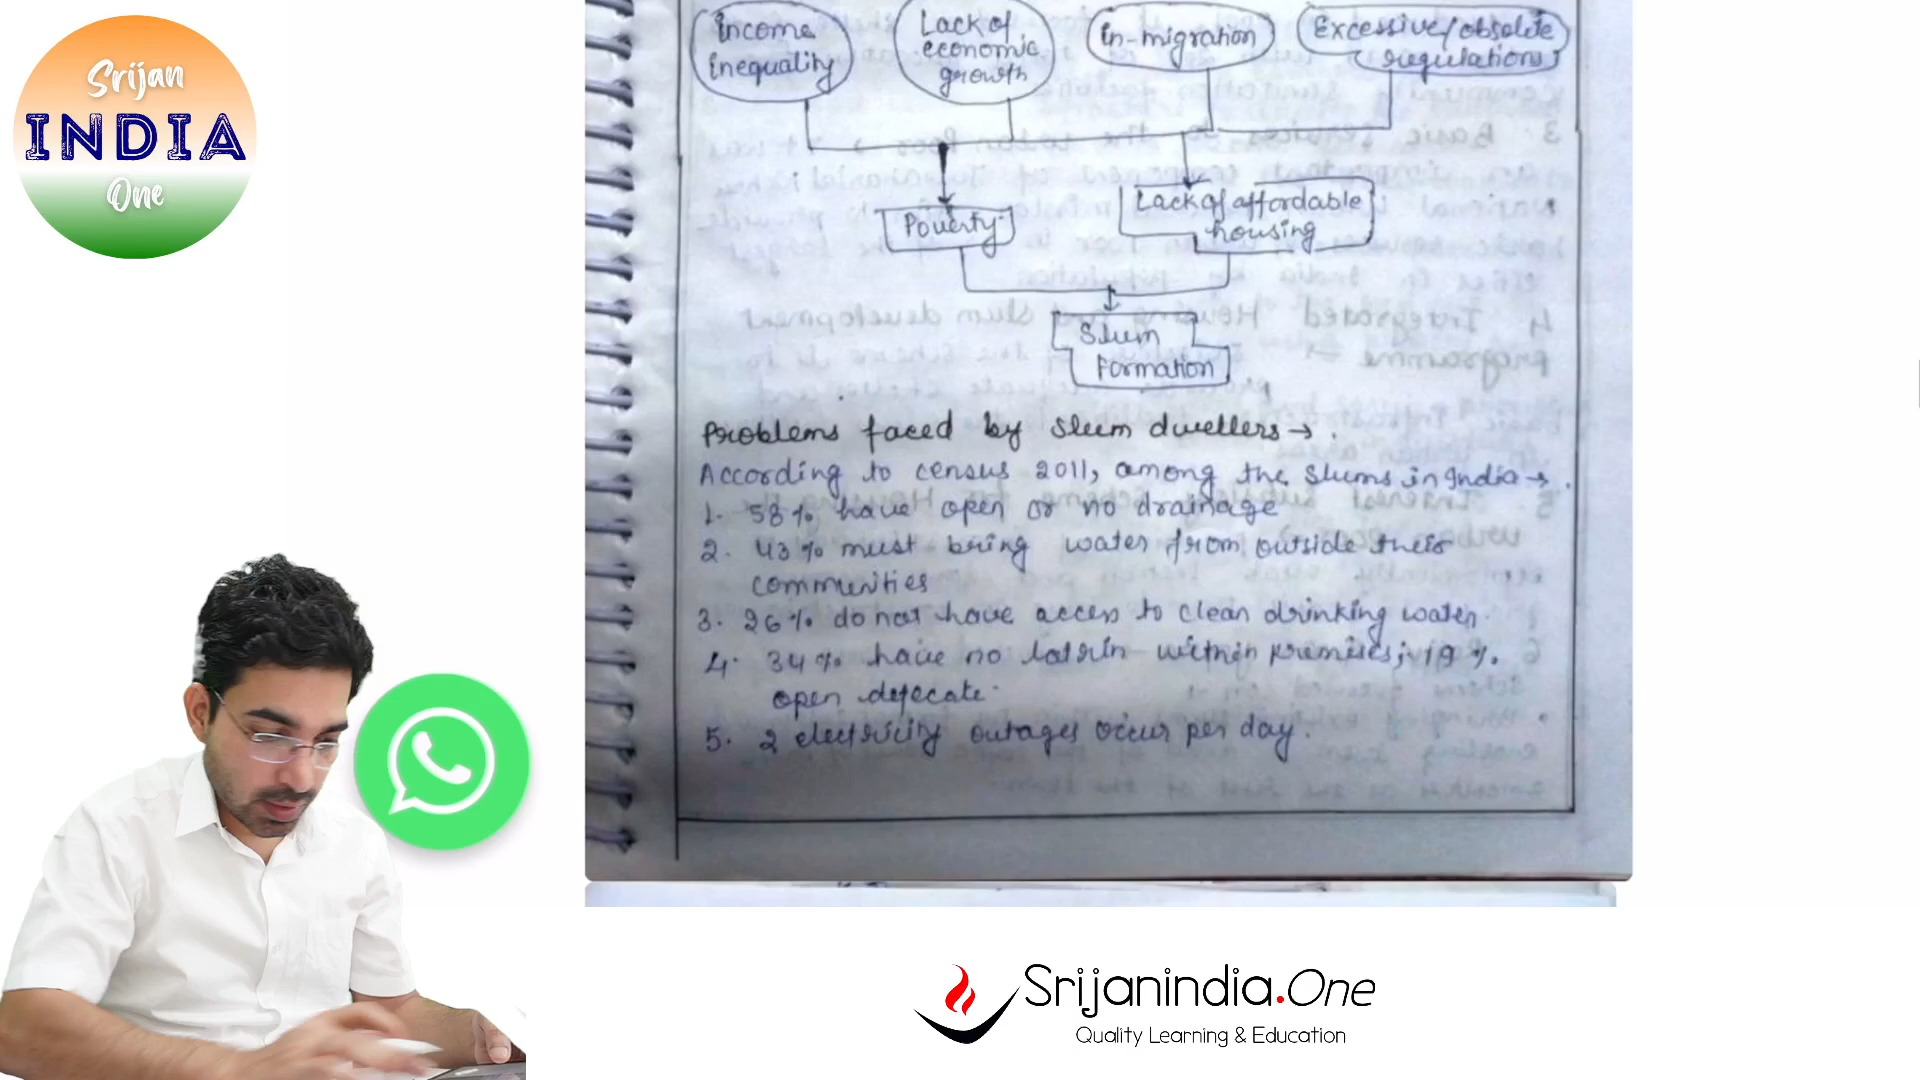 Srijan
INDIA
One
Income
inequality
Lack of
economic
growth
In-migration
Excessive/obsolete
regulations
Poverty
Lack of affordable
housing
Slum
Formation
Problems faced by slum dwellers →
According to census 2011, among the slums in India →
1. 58% have open or no drainage
2. 43% must bring water from outside their
communities
3. 26% do not have access to clean drinking water.
4. 34% have no latrin within premises; 19%
open defecate.
5. 2 electricity outages occur per day.
Srijanindia.One
Quality Learning & Education